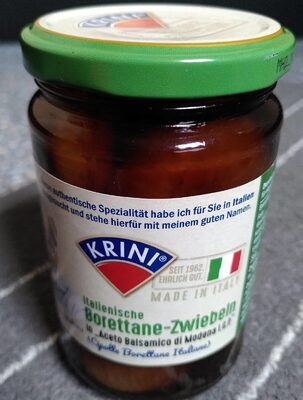 authentische Spezialität habe ich für Sie in Italien
und stehe hierfür mit meinem guten Namen.
KRINI®
SEIT 1962.
EHRLICH GUT.
MADE IN ITALY
Italienische
Borettane-Zwiebeln
in „Aceto Balsamico di Modena I.G.P.“
(Cipolle Borettane Italiane)